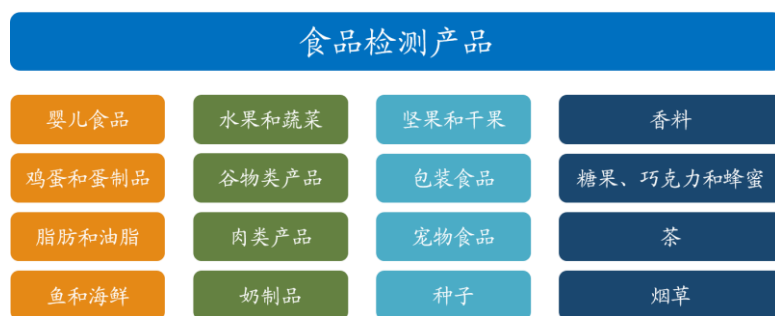 食品检测产品
婴儿食品
水果和蔬菜
坚果和干果
香料
鸡蛋和蛋制品
谷物类产品
包装食品
糖果、巧克力和蜂蜜
脂肪和油脂
肉类产品
宠物食品
茶
鱼和海鲜
奶制品
种子
烟草